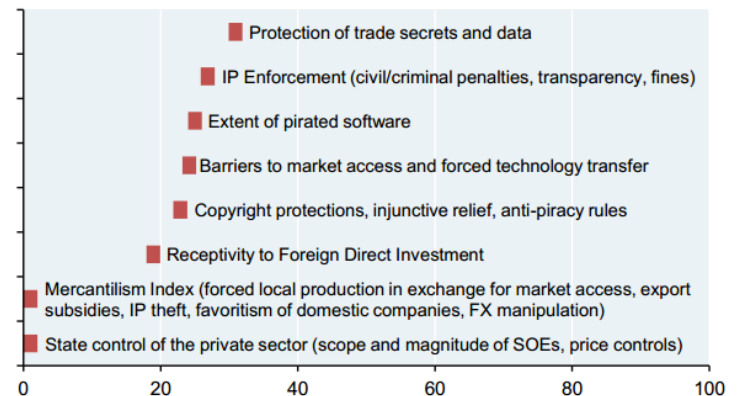 Protection of trade secrets and data
IP Enforcement (civil/criminal penalties, transparency, fines)
Extent of pirated software
Barriers to market access and forced technology transfer
Copyright protections, injunctive relief, anti-piracy rules
Receptivity to Foreign Direct Investment
Mercantilism Index (forced local production in exchange for market access, export
subsidies, IP theft, favoritism of domestic companies, FX manipulation)
State control of the private sector (scope and magnitude of SOEs, price controls)
0 20 40 60 80 100